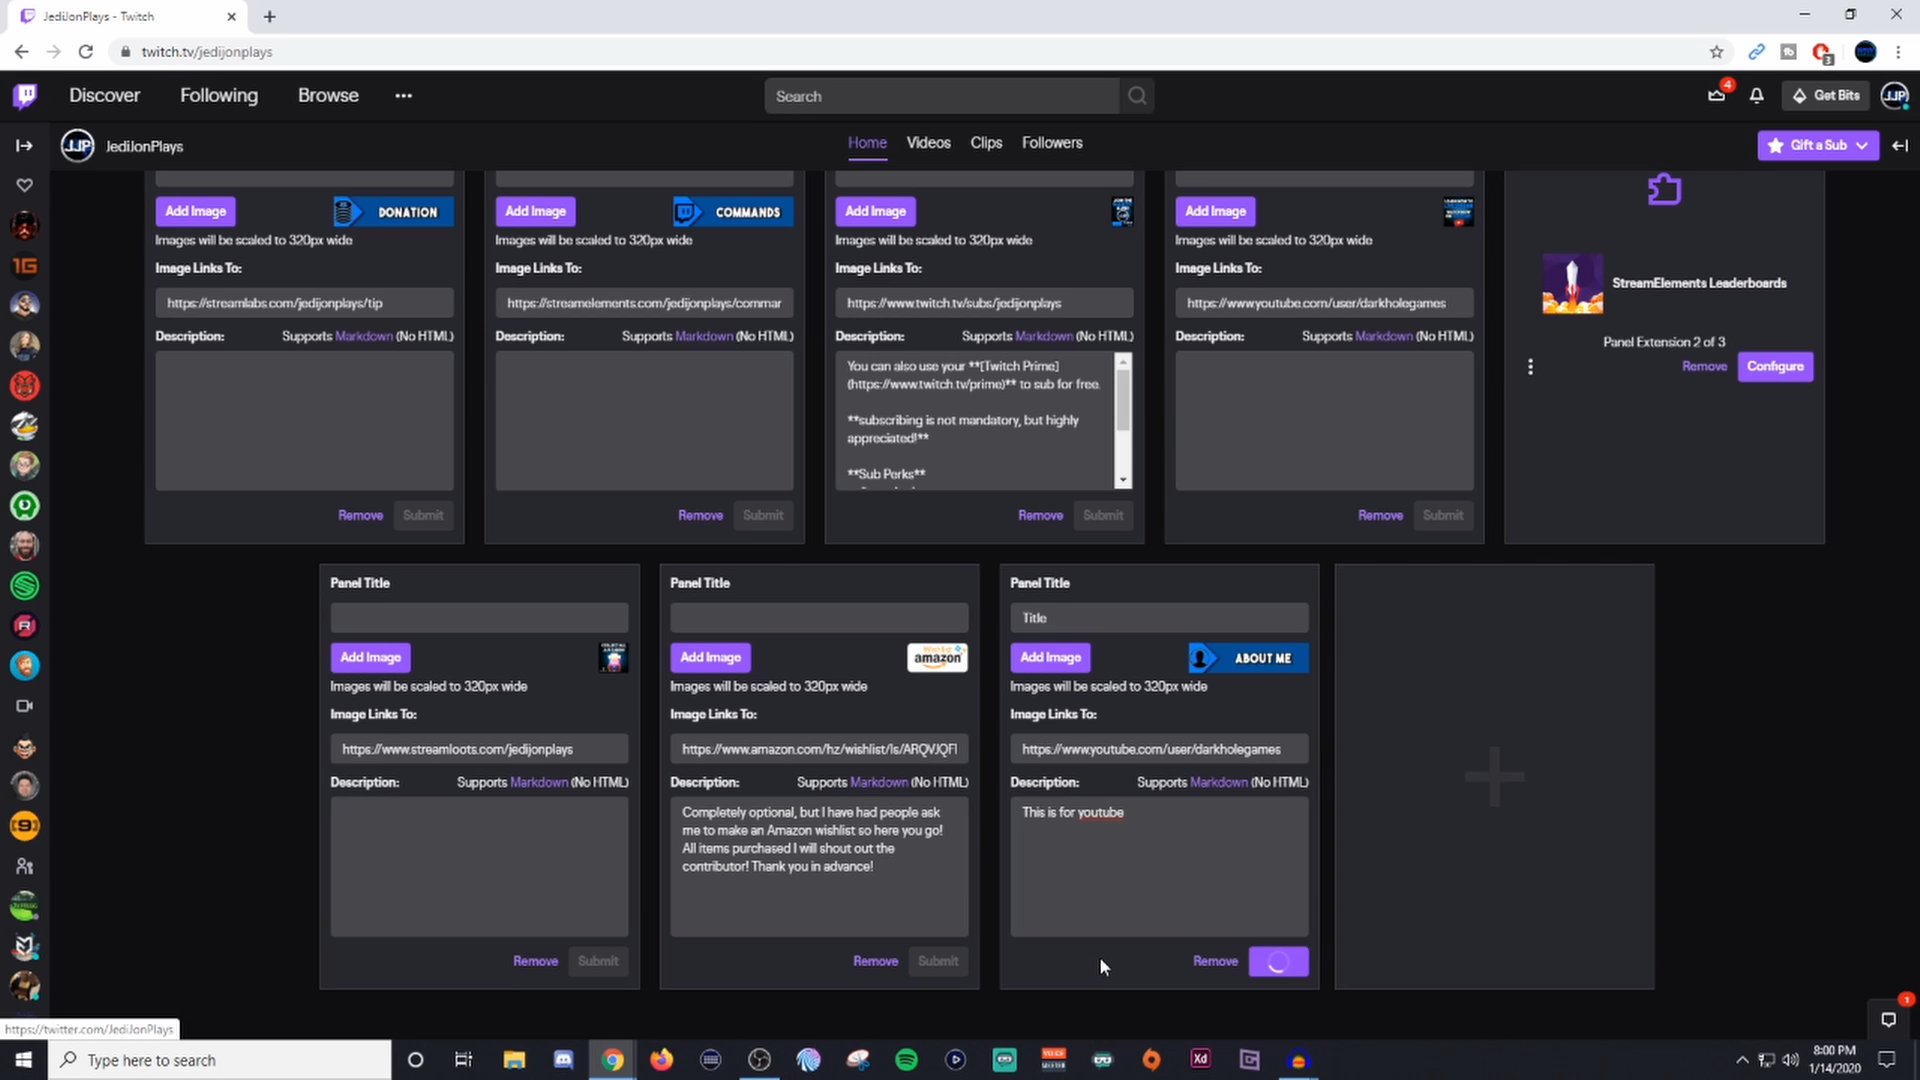 JediJonPlays - Twitch
twitch.tv/jedijonplays
3
Discover
Following
Browse
Search
4
Get Bits
JJP
JJP
JediJonPlays
Home
Videos
Clips
Followers
Gift a Sub
Add Image
DONATION
Images will be scaled to 320px wide
Image Links To:
https://streamlabs.com/jedijonplays/tip
Description:
Supports Markdown (No HTML)
Remove
Submit
Add Image
COMMANDS
Images will be scaled to 320px wide
Image Links To:
https://streamelements.com/jedijonplays/commar
Description:
Supports Markdown (No HTML)
Remove
Submit
Add Image
Images will be scaled to 320px wide
Image Links To:
https://www.twitch.tv/subs/jedijonplays
Description:
Supports Markdown (No HTML)
You can also use your **[Twitch Prime]
(https://www.twitch.tv/prime)** to sub for free.
**subscribing is not mandatory, but highly
appreciated!**
**Sub Perks**
Remove
Submit
Add Image
Images will be scaled to 320px wide
Image Links To:
https://www.youtube.com/user/darkholegames
Description:
Supports Markdown (No HTML)
Remove
Submit
StreamElements Leaderboards
Panel Extension 2 of 3
Remove
Configure
Panel Title
Add Image
Images will be scaled to 320px wide
Image Links To:
https://www.streamloots.com/jedijonplays
Description:
Supports Markdown (No HTML)
Remove
Submit
Panel Title
Add Image
amazon
Images will be scaled to 320px wide
Image Links To:
https://www.amazon.com/hz/wishlist/ls/ARQVJQFI
Description:
Supports Markdown (No HTML)
Completely optional, but I have had people ask
me to make an Amazon wishlist so here you go!
All items purchased I will shout out the
contributor! Thank you in advance!
Remove
Submit
Panel Title
Title
Add Image
ABOUT ME
Images will be scaled to 320px wide
Image Links To:
https://www.youtube.com/user/darkholegames
Description:
Supports Markdown (No HTML)
This is for youtube
Remove
1
https://twitter.com/JediJonPlays
Type here to search
Xd
8:00 PM
1/14/2020